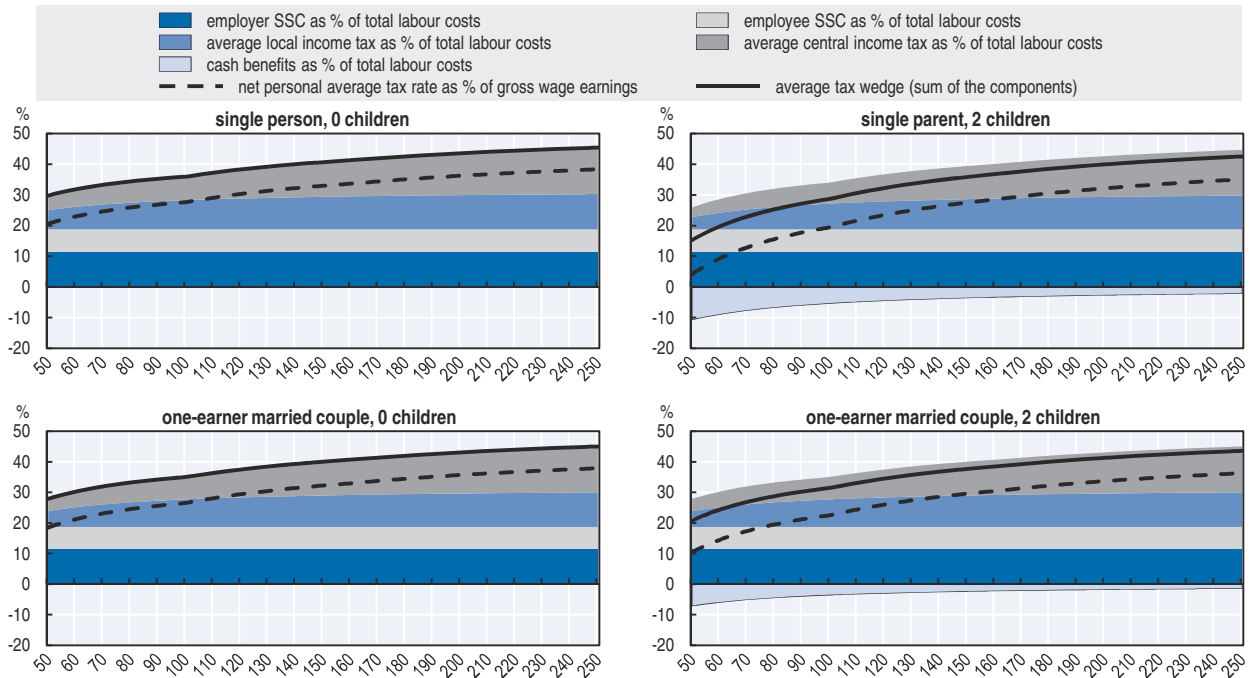 employer SSC as % of total labour costs
employee SSC as % of total labour costs
average local income tax as % of total labour costs
average central income tax as % of total labour costs
cash benefits as % of total labour costs
net personal average tax rate as % of gross wage earnings
average tax wedge (sum of the components)
%
single person, 0 children
50
40
30
20
10
0
-10
-20
50 60 70 80 90 100 110 120 130 140 150 160 170 180 190 200 210 220 230 240 250
%
single parent, 2 children
50
40
30
20
10
0
-10
-20
50 60 70 80 90 100 110 120 130 140 150 160 170 180 190 200 210 220 230 240 250
%
one-earner married couple, 0 children
50
40
30
20
10
0
-10
-20
50 60 70 80 90 100 110 120 130 140 150 160 170 180 190 200 210 220 230 240 250
%
one-earner married couple, 2 children
50
40
30
20
10
0
-10
-20
50 60 70 80 90 100 110 120 130 140 150 160 170 180 190 200 210 220 230 240 250